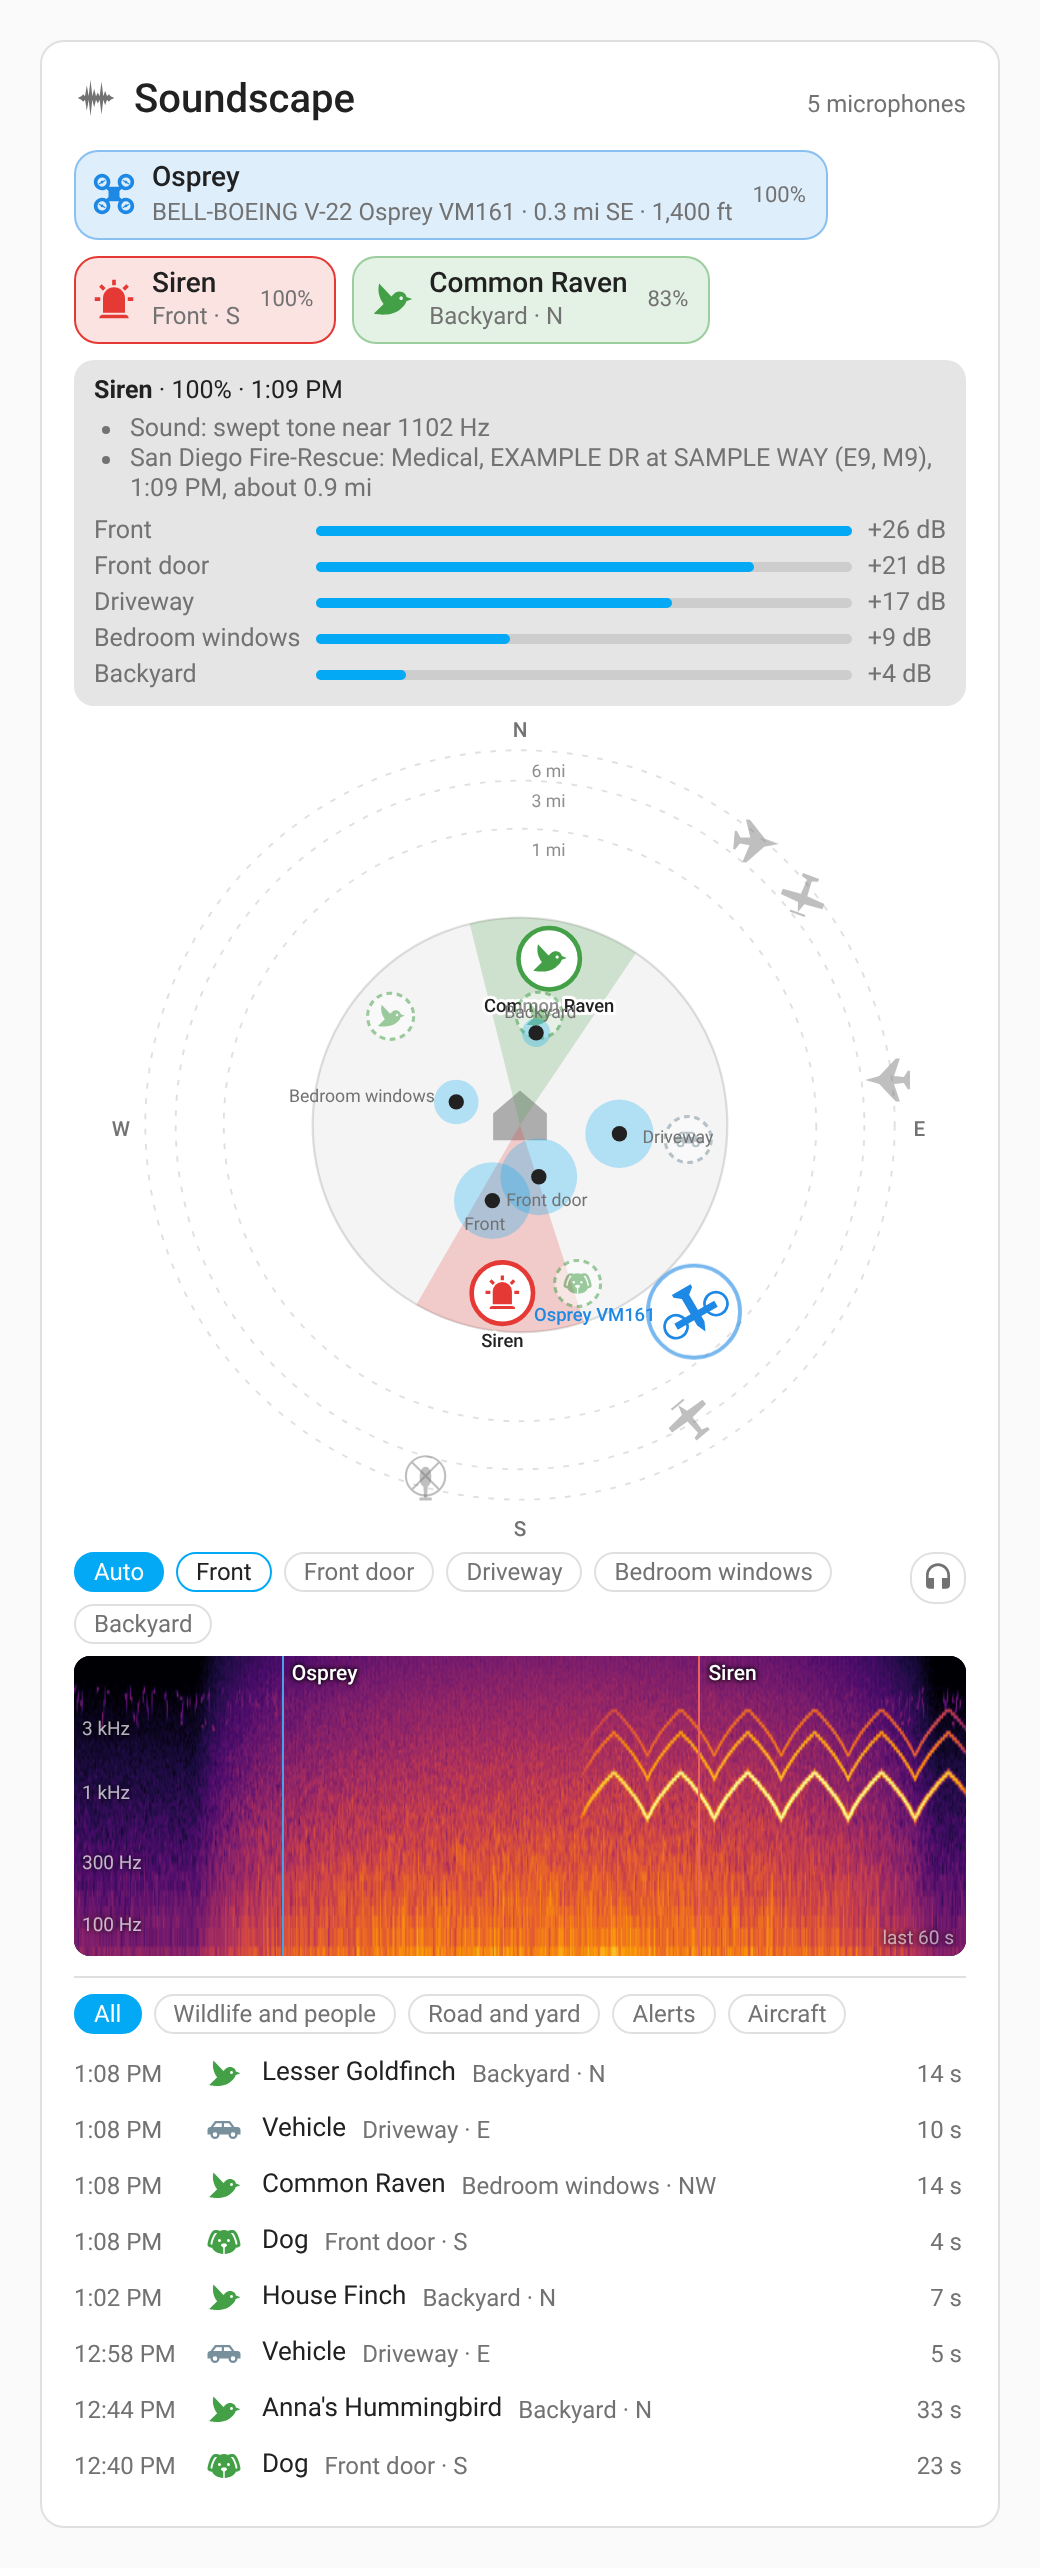 Soundscape
5 microphones
Osprey
BELL-BOEING V-22 Osprey VM161 · 0.3 mi SE · 1,400 ft
100%
Siren
Front · S
100%
Common Raven
Backyard · N
83%
Siren · 100% · 1:09 PM
• Sound: swept tone near 1102 Hz
• San Diego Fire-Rescue: Medical, EXAMPLE DR at SAMPLE WAY (E9, M9),
1:09 PM, about 0.9 mi
Front +26 dB
Front door +21 dB
Driveway +17 dB
Bedroom windows +9 dB
Backyard +4 dB
N
6 mi
3 mi
1 mi
Common Raven
Backyard
Bedroom windows
W
E
Driveway
Front door
Front
Osprey VM161
Siren
S
Auto Front Front door Driveway Bedroom windows
Backyard
Osprey
Siren
3 kHz
1 kHz
300 Hz
100 Hz
last 60 s
All Wildlife and people Road and yard Alerts Aircraft
1:08 PM Lesser Goldfinch Backyard · N 14 s
1:08 PM Vehicle Driveway · E 10 s
1:08 PM Common Raven Bedroom windows · NW 14 s
1:08 PM Dog Front door · S 4 s
1:02 PM House Finch Backyard · N 7 s
12:58 PM Vehicle Driveway · E 5 s
12:44 PM Anna's Hummingbird Backyard · N 33 s
12:40 PM Dog Front door · S 23 s